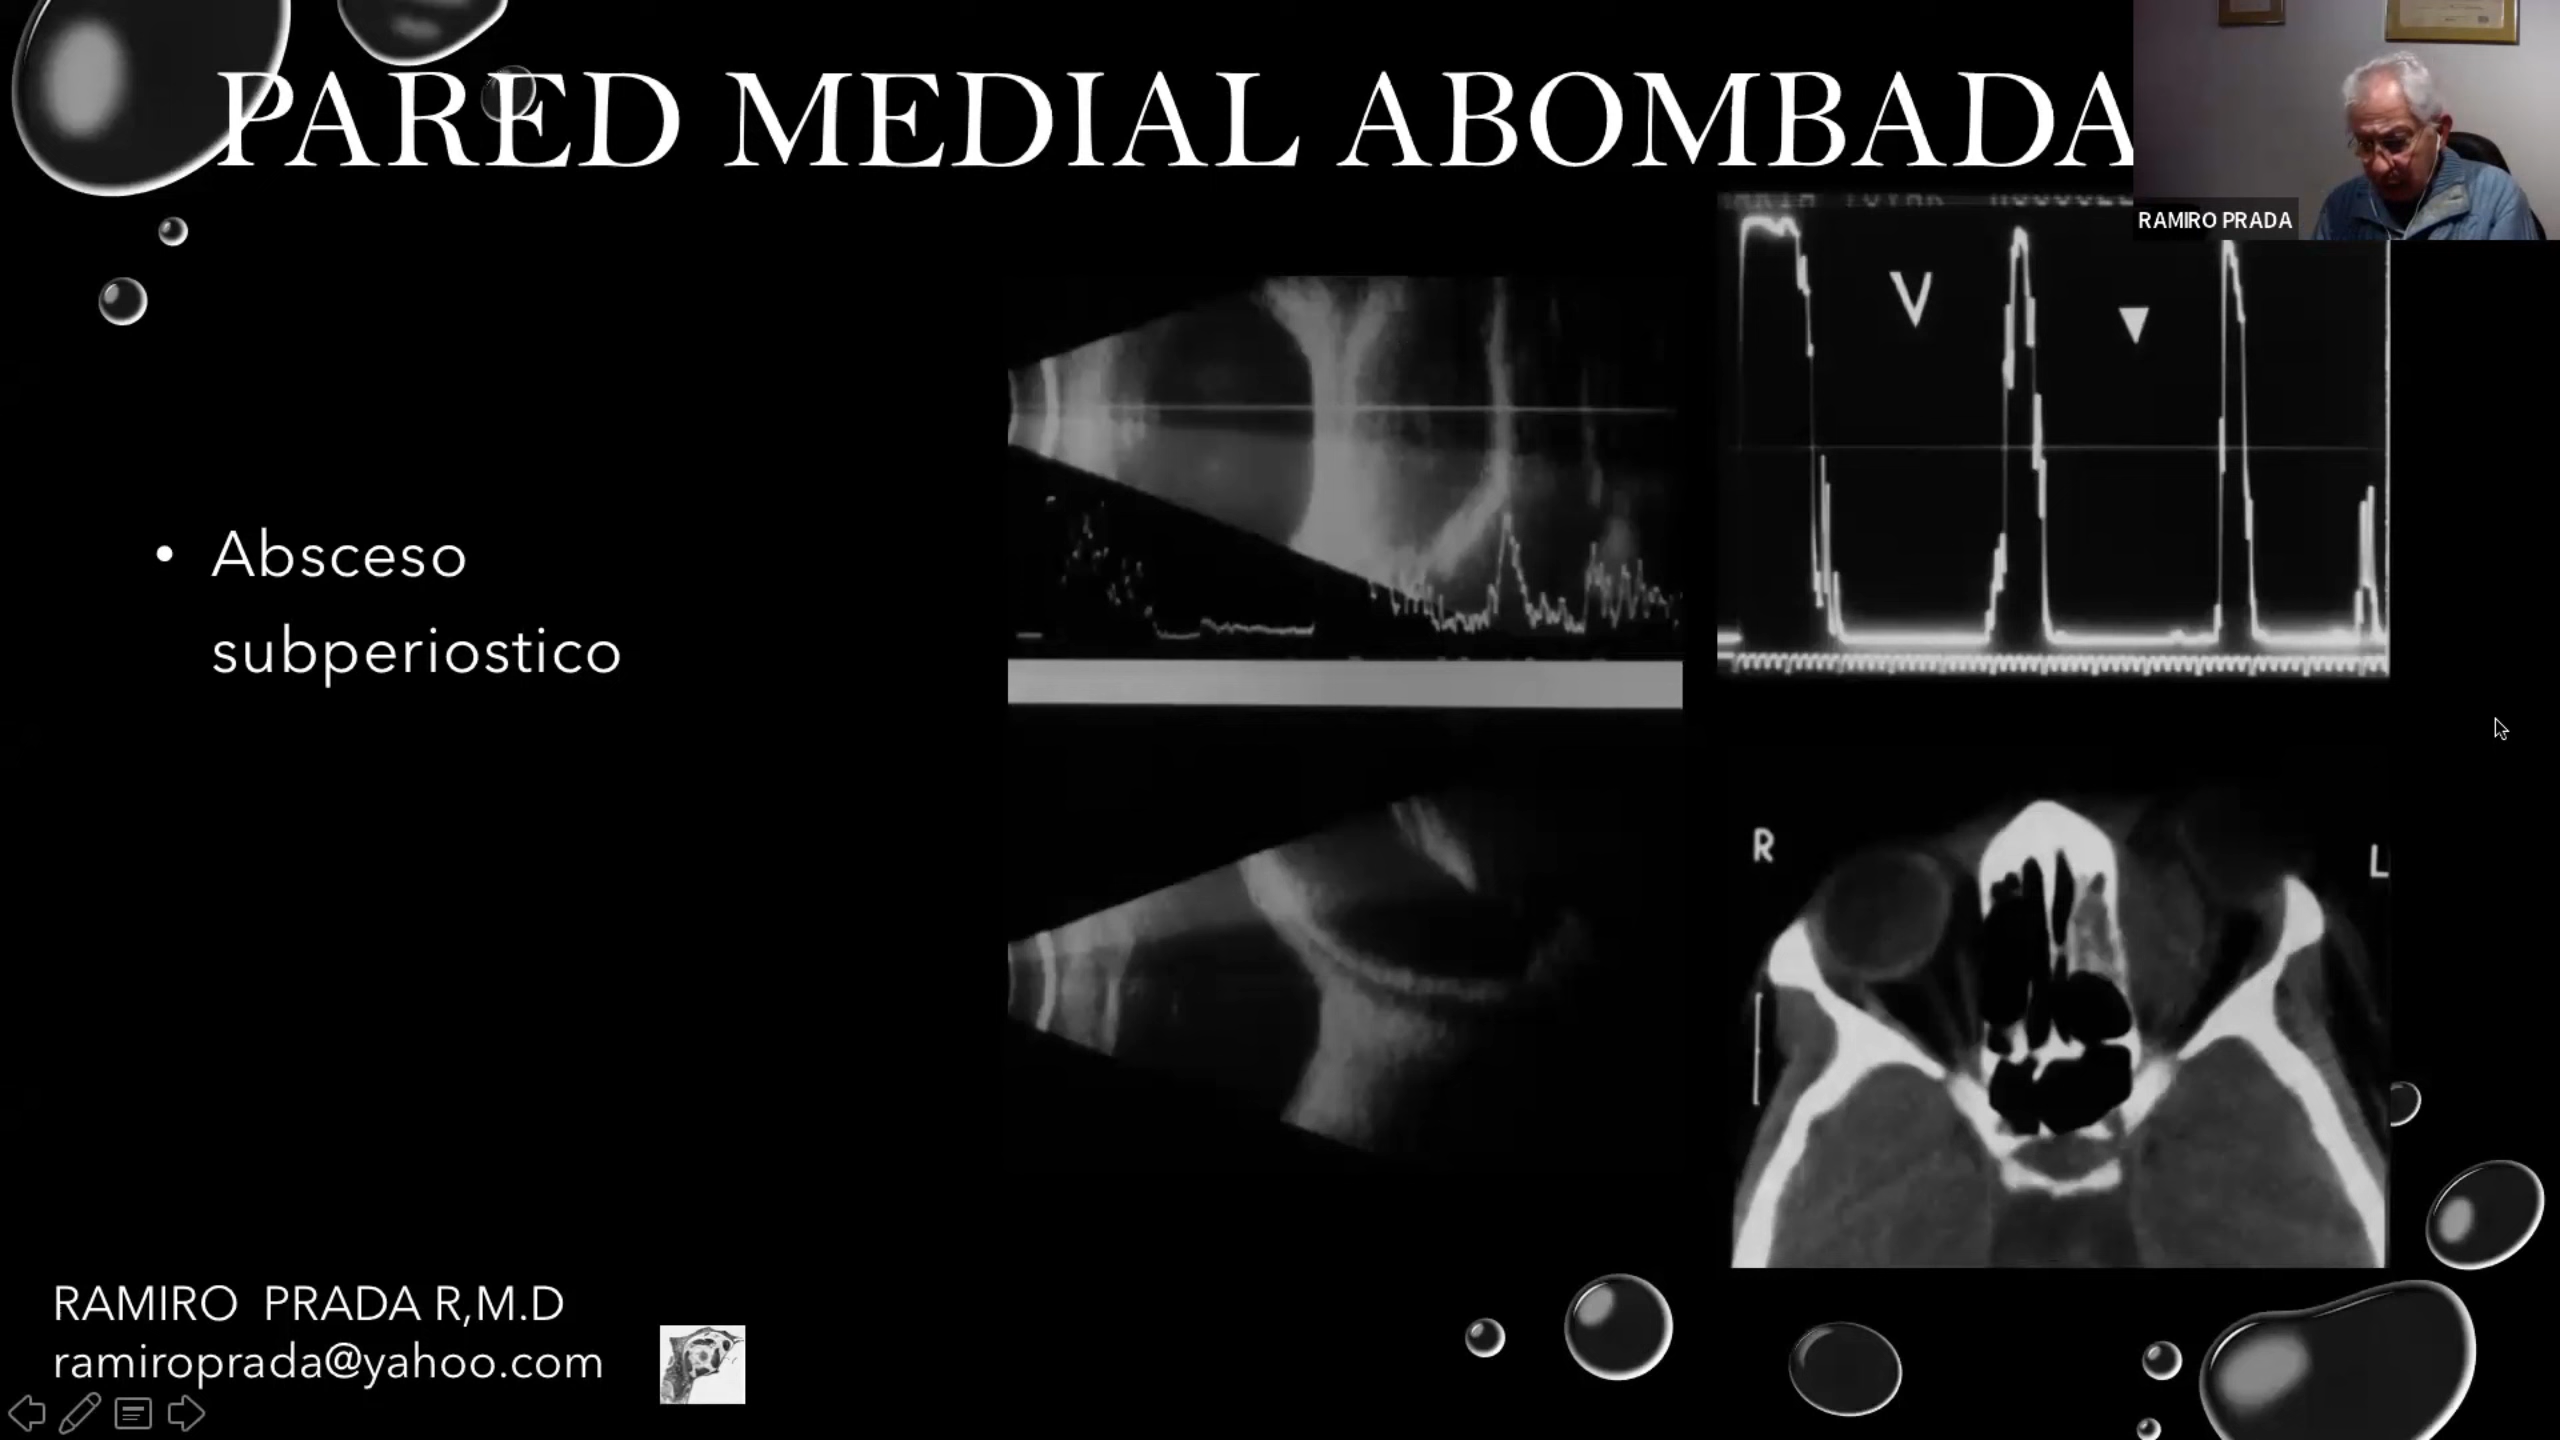 PARED MEDIAL ABOMBADA
RAMIRO PRADA
V
• Absceso
subperiostico
R
L
RAMIRO PRADA R,M.D
ramiroprada@yahoo.com